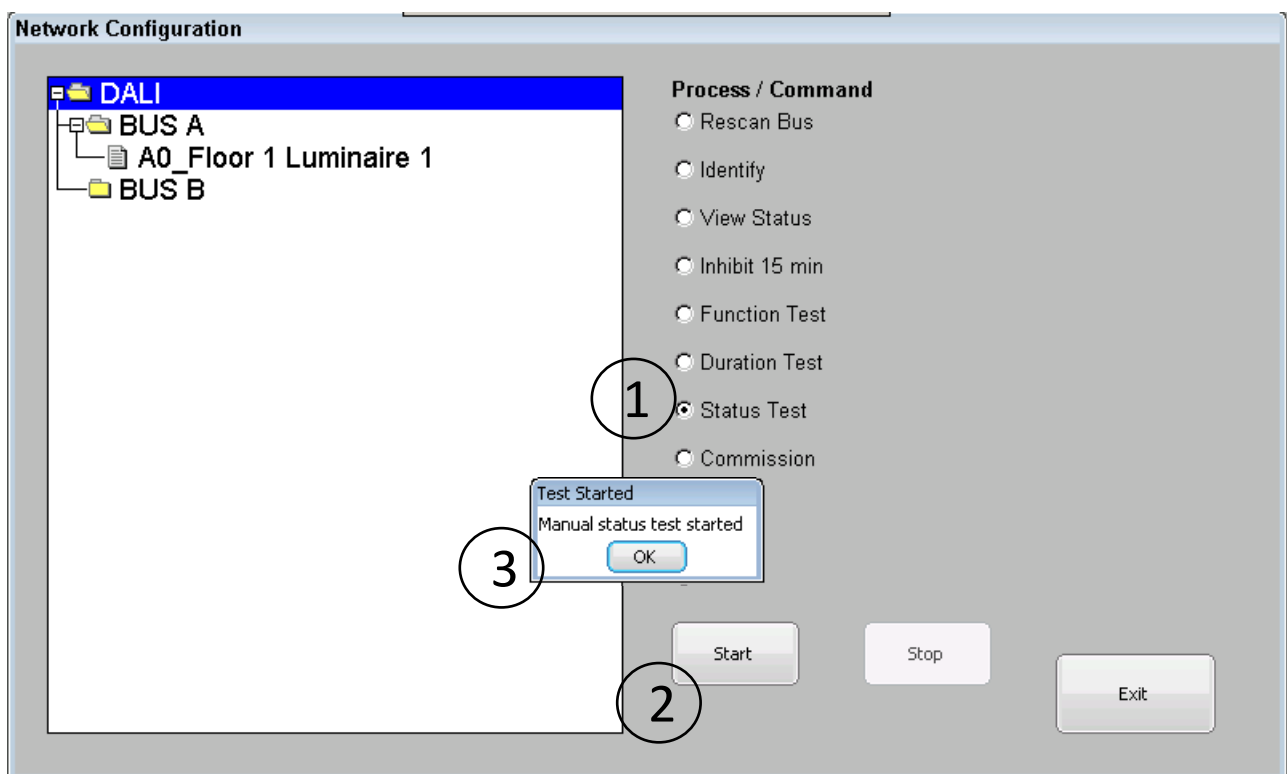 Network Configuration
DALI
BUS A
A0_Floor 1 Luminaire 1
BUS B
Process / Command
Rescan Bus
Identify
View Status
Inhibit 15 min
Function Test
Duration Test
1
Status Test
Commission
Test Started
Manual status test started
OK
3
Start
Stop
2
Exit